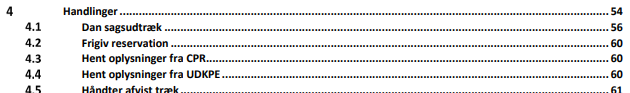 4 Handlinger ........ 54
4.1 Dan sagsudtræk ........ 56
4.2 Frigiv reservation ........ 60
4.3 Hent oplysninger fra CPR ........ 60
4.4 Hent oplysninger fra UDKPE ........ 60
4.5 Håndter afvist træk ........ 61